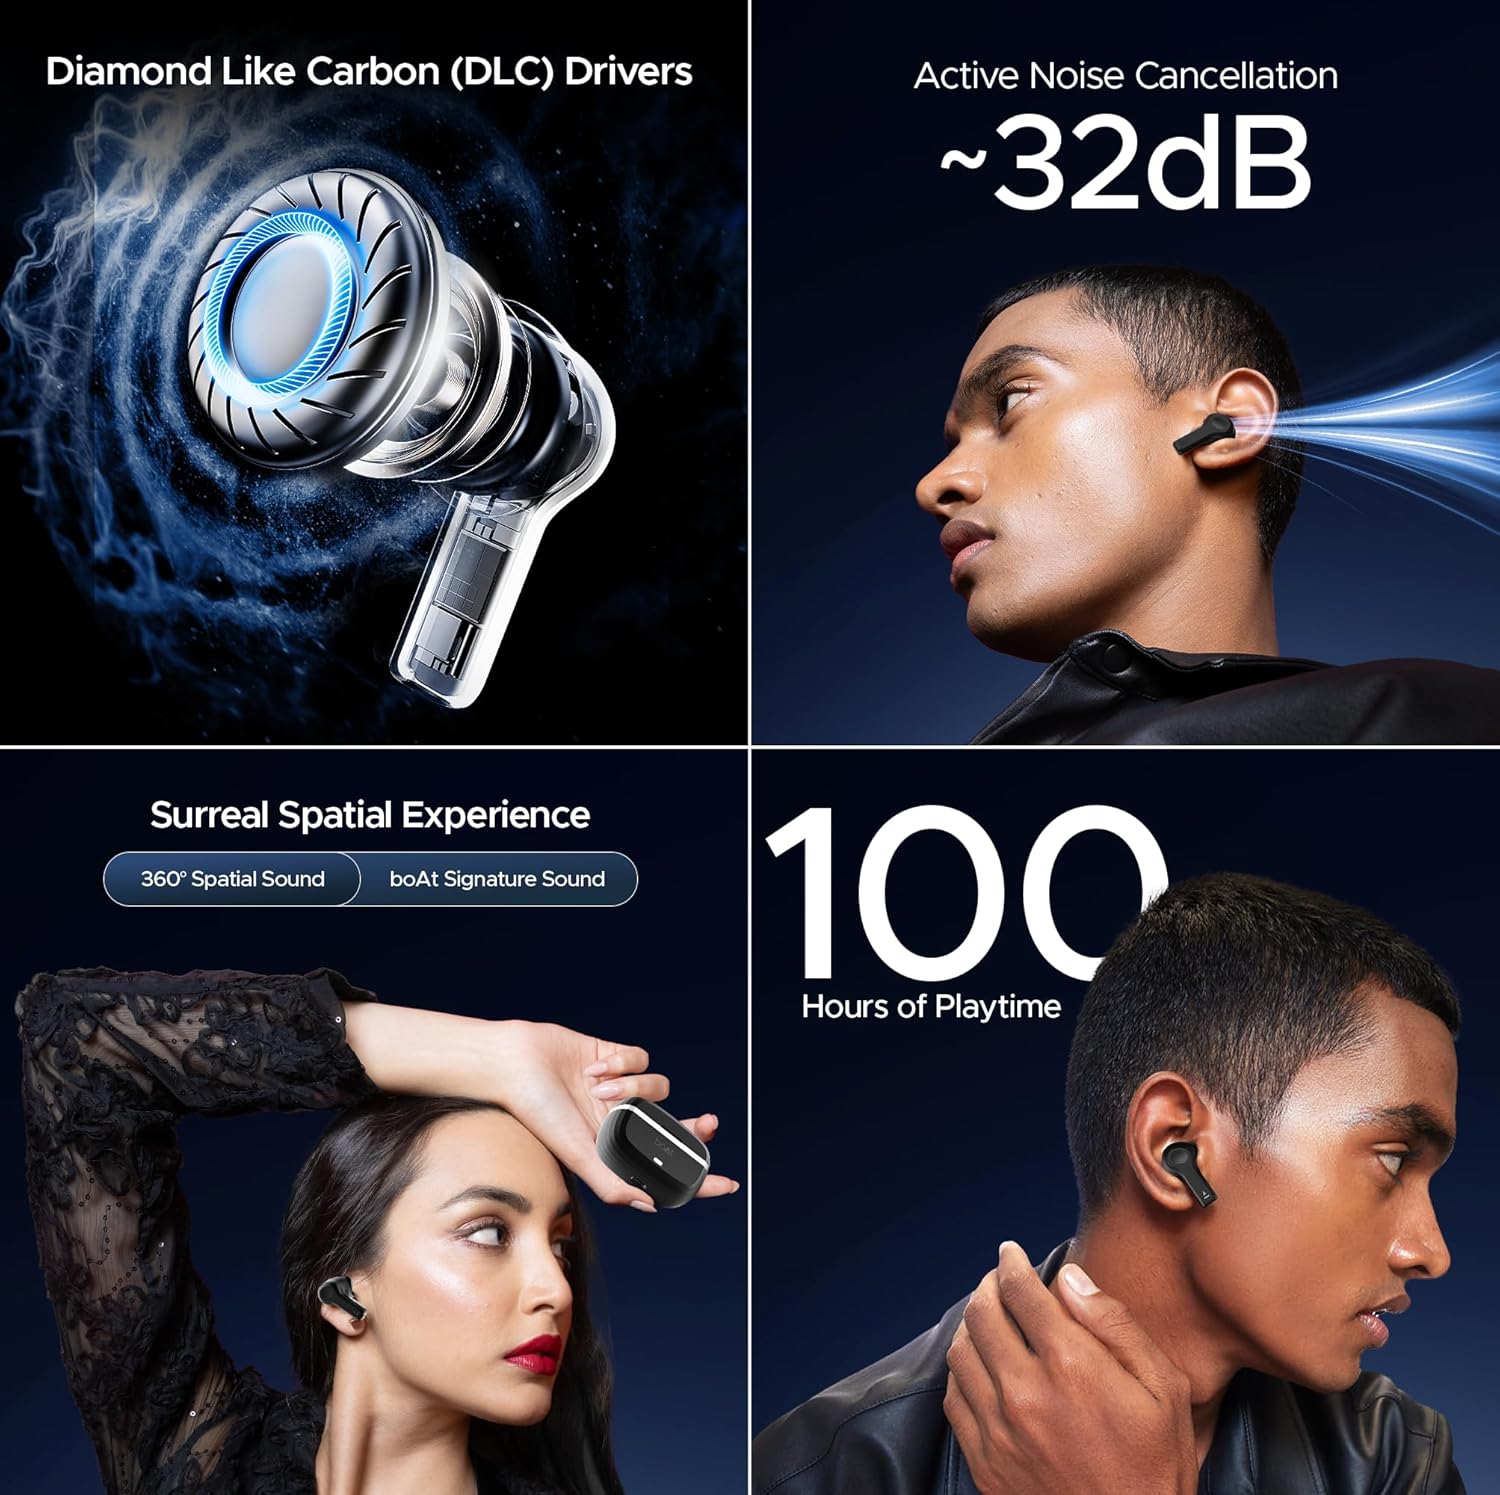 Diamond Like Carbon (DLC) Drivers
Active Noise Cancellation
~32dB
Surreal Spatial Experience
360° Spatial Sound
boAt Signature Sound
boAt
100
Hours of Playtime